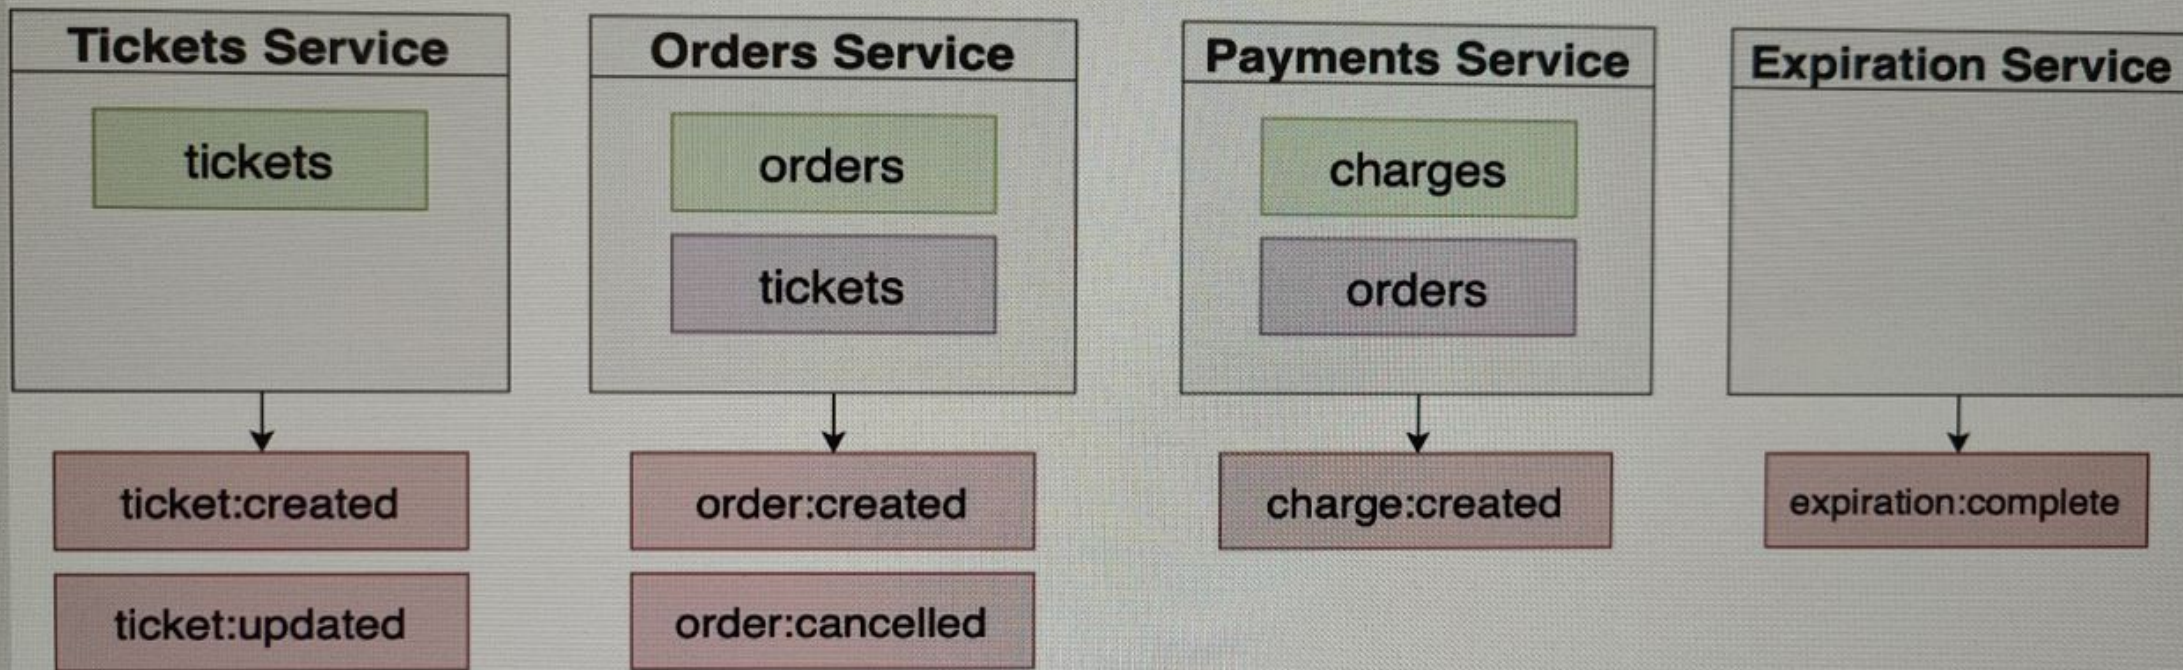 Tickets Service
tickets
ticket:created
ticket:updated
Orders Service
orders
tickets
order:created
order:cancelled
Payments Service
charges
orders
charge:created
Expiration Service
expiration:complete